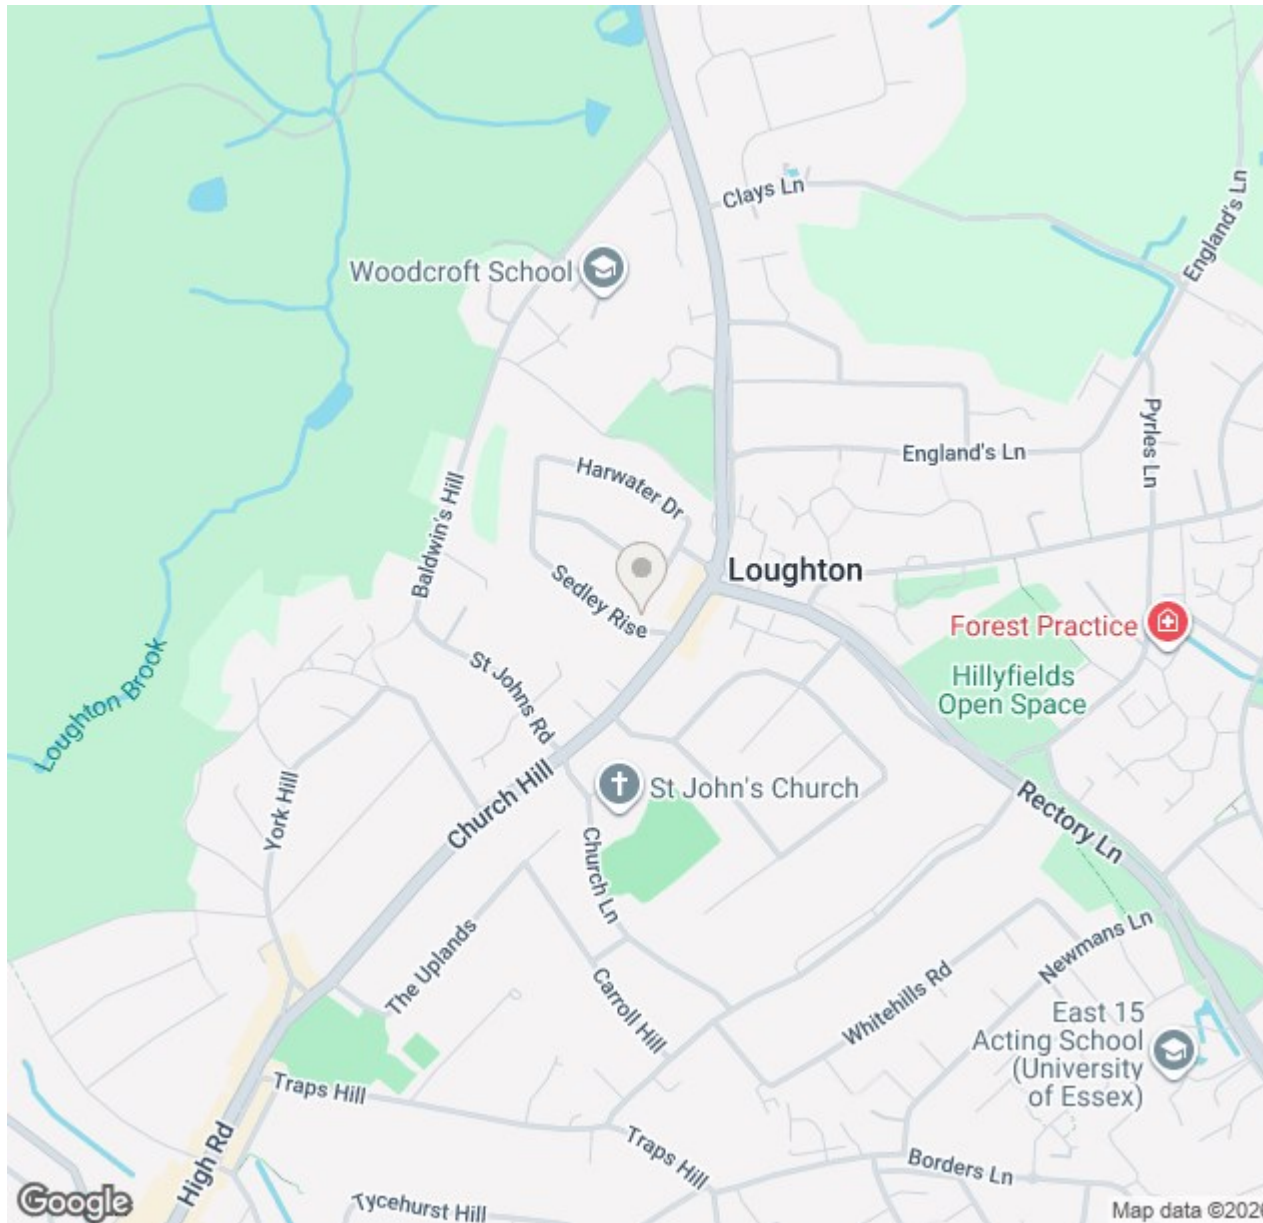 Clays Ln
England's Ln
Woodcroft School
Pyrles Ln
England's Ln
Harwater Dr
Baldwin's Hill
Loughton
Sedley Rise
Forest Practice
Hillyfields
Open Space
St Johns Rd
Loughton Brook
St John's Church
Church Hill
York Hill
Rectory Ln
Church Ln
The Uplands
Newmans Ln
Whitehills Rd
Carroll Hill
East 15
Acting School
(University
of Essex)
Traps Hill
Traps Hill
High Rd
Borders Ln
Tycehurst Hill
Google
Map data ©2026